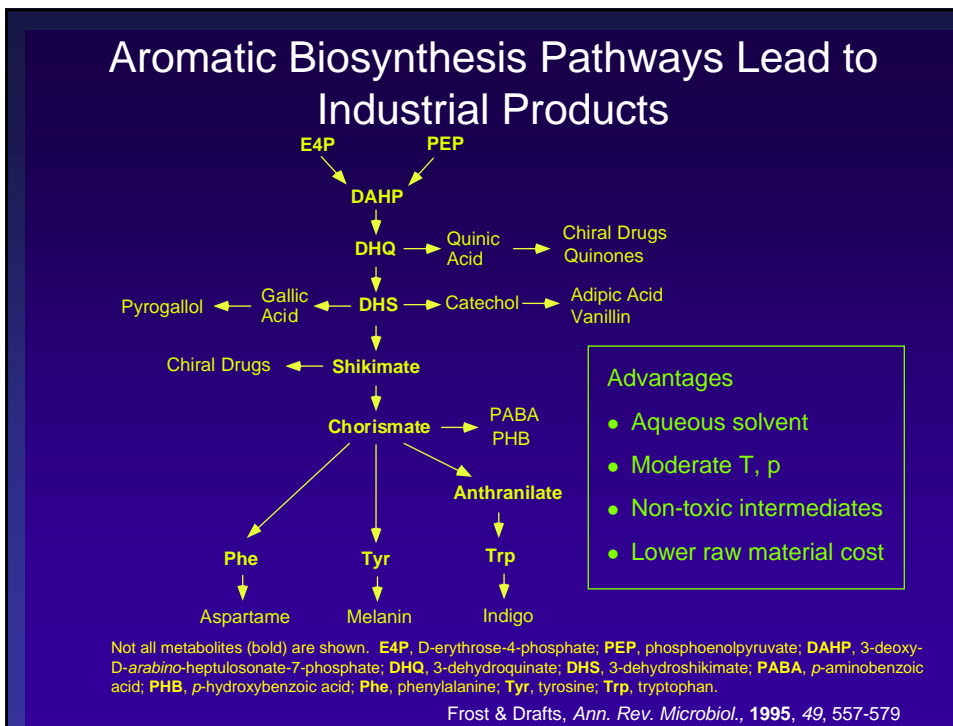 Aromatic Biosynthesis Pathways Lead to
Industrial Products
E4P PEP
DAHP
DHQ
Quinic
Acid
Chiral Drugs
Quinones
Pyrogallol
Gallic
Acid
DHS
Catechol
Adipic Acid
Vanillin
Chiral Drugs
Shikimate
Chorismate
PABA
PHB
Anthranilate
Phe
Tyr
Trp
Aspartame
Melanin
Indigo
Advantages
● Aqueous solvent
● Moderate T, p
● Non-toxic intermediates
● Lower raw material cost
Not all metabolites (bold) are shown. E4P, D-erythrose-4-phosphate; PEP, phosphoenolpyruvate; DAHP, 3-deoxy-
D-arabino-heptulosonate-7-phosphate; DHQ, 3-dehydroquinate; DHS, 3-dehydroshikimate; PABA, p-aminobenzoic
acid; PHB, p-hydroxybenzoic acid; Phe, phenylalanine; Tyr, tyrosine; Trp, tryptophan.
Frost & Drafts, Ann. Rev. Microbiol., 1995, 49, 557-579